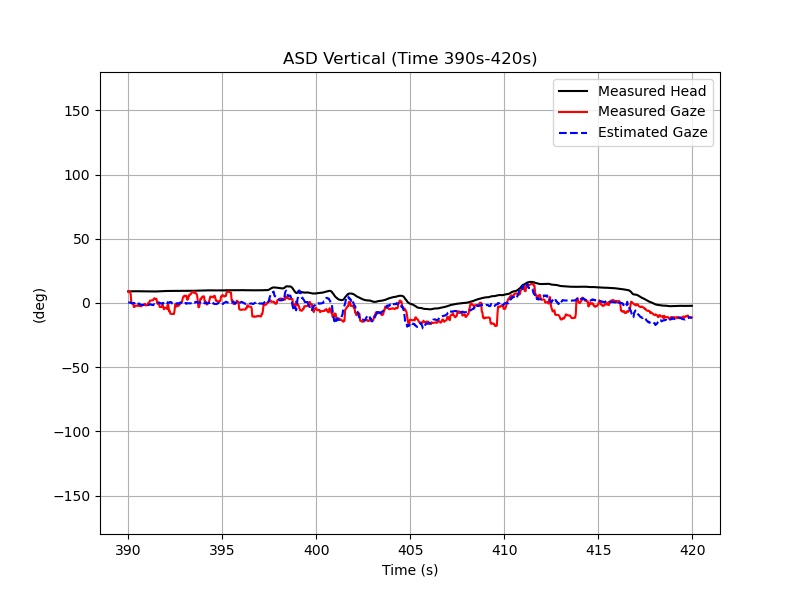 ASD Vertical (Time 390s-420s)
Measured Head
Measured Gaze
Estimated Gaze
150
100
50
0
−50
−100
−150
(deg)
390 395 400 405 410 415 420
Time (s)